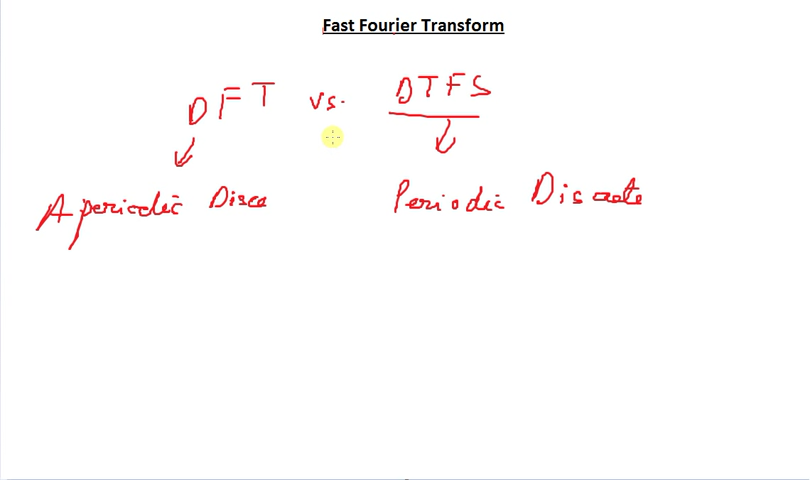 Fast Fourier Transform
DFT vs. DTFS
Aperiodic Disc
Periodic Discrete